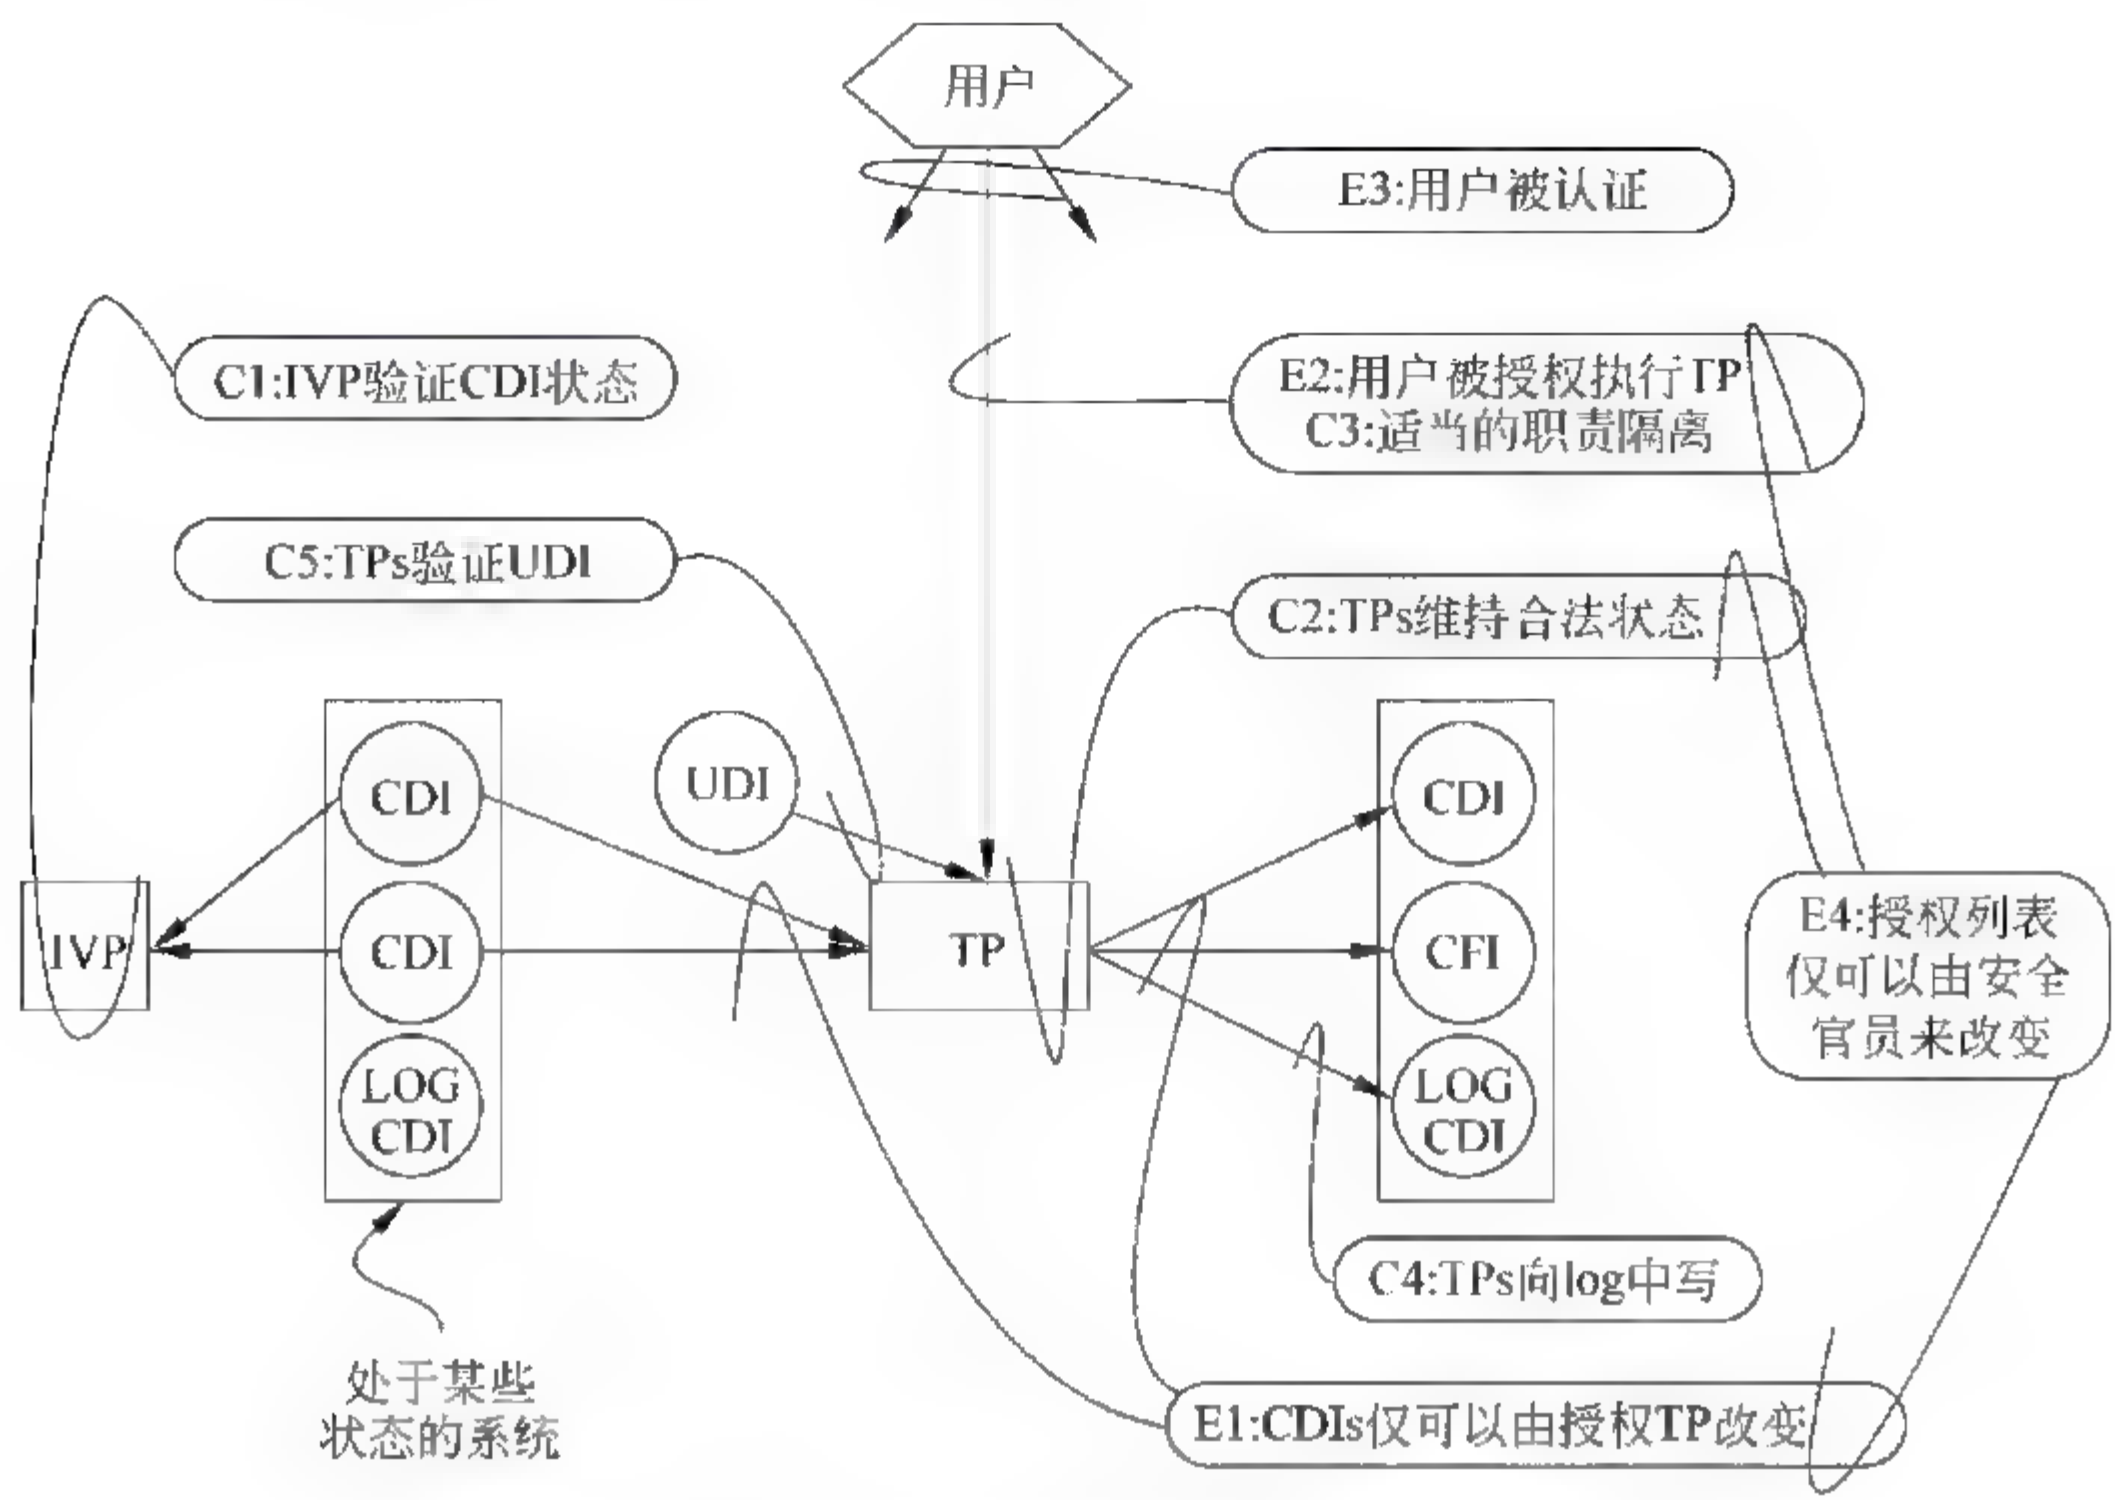 用户
E3:用户被认证
C1:IVP验证CDI状态
E2:用户被授权执行TP
C3:适当的职责隔离
C5:TPs验证UDI
C2:TPs维持合法状态
CDI
UDI
CDI
IVP
CDI
TP
CFI
E4:授权列表
仅可以由安全
官员来改变
LOG
CDI
LOG
CDI
C4:TPs向log中写
处于某些
状态的系统
E1:CDIs仅可以由授权TP改变